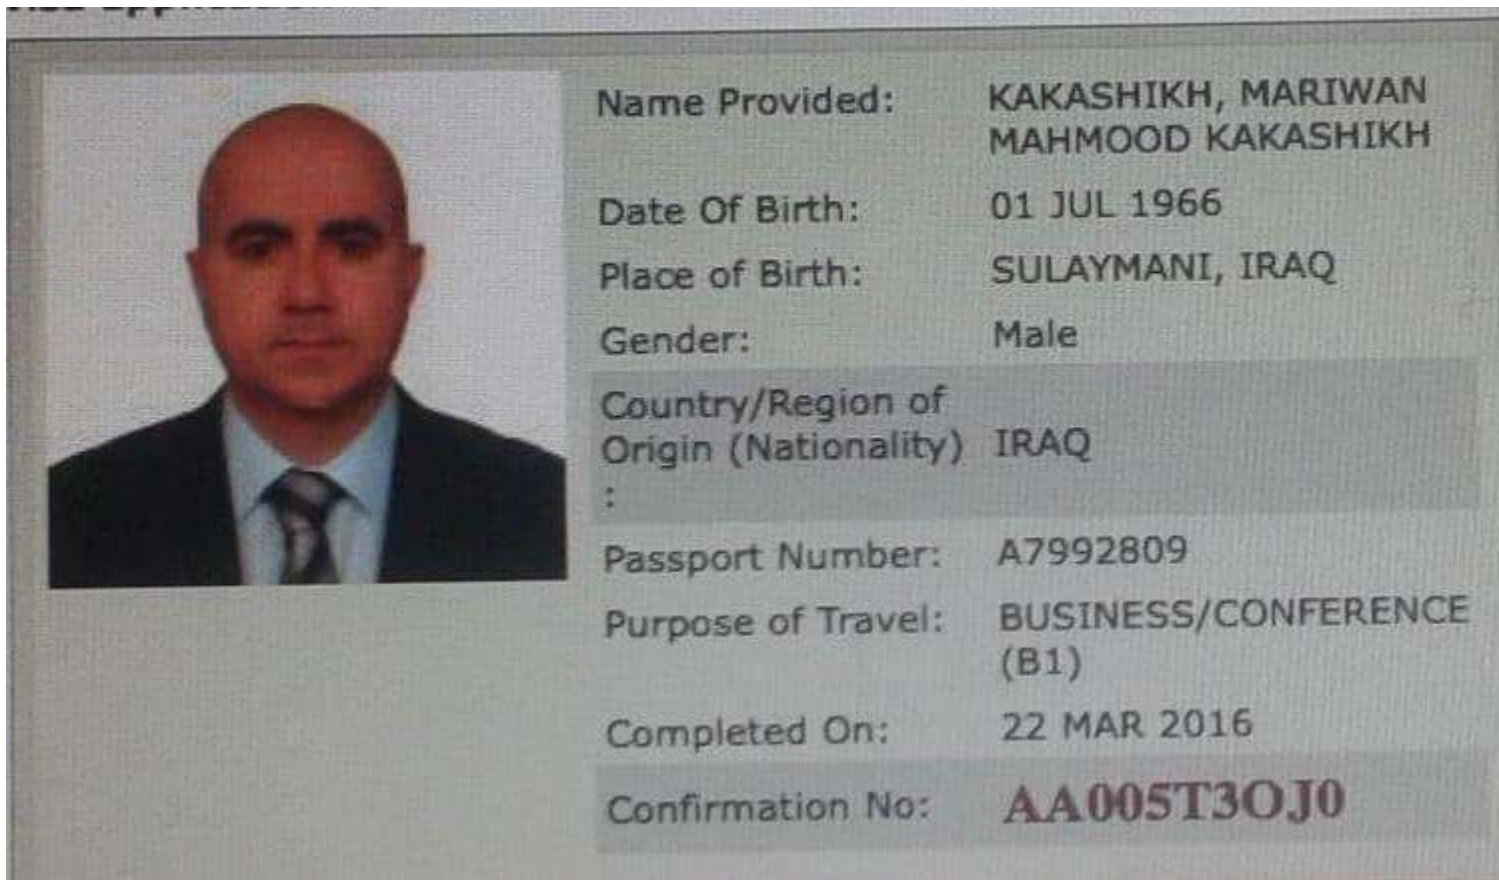 Name Provided: KAKASHIKH, MARIWAN
MAHMOOD KAKASHIKH
Date Of Birth: 01 JUL 1966
Place of Birth: SULAYMANI, IRAQ
Gender: Male
Country/Region of
Origin (Nationality) IRAQ
:
Passport Number: A7992809
Purpose of Travel: BUSINESS/CONFERENCE
(B1)
Completed On: 22 MAR 2016
Confirmation No: AA005T3OJ0